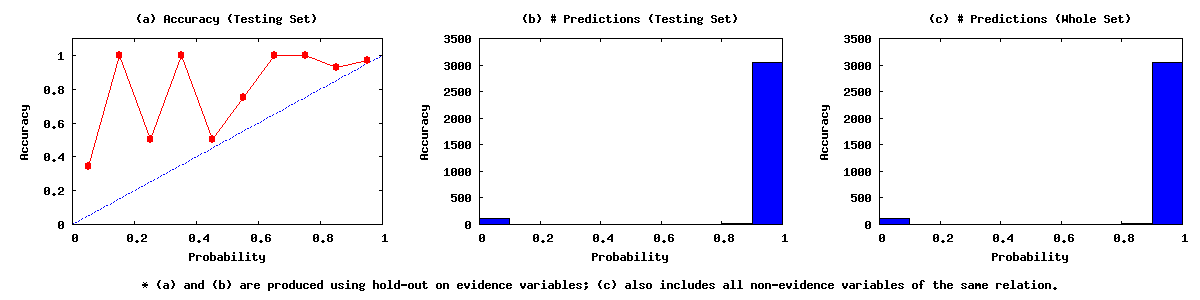 (a) Accuracy (Testing Set)
1
0.8
0.6
0.4
0.2
0
Accuracy
0 0.2 0.4 0.6 0.8 1
Probability
(b) # Predictions (Testing Set)
3500
3000
2500
2000
1500
1000
500
0
Accuracy
0 0.2 0.4 0.6 0.8 1
Probability
(c) # Predictions (Whole Set)
3500
3000
2500
2000
1500
1000
500
0
Accuracy
0 0.2 0.4 0.6 0.8 1
Probability
* (a) and (b) are produced using hold-out on evidence variables; (c) also includes all non-evidence variables of the same relation.